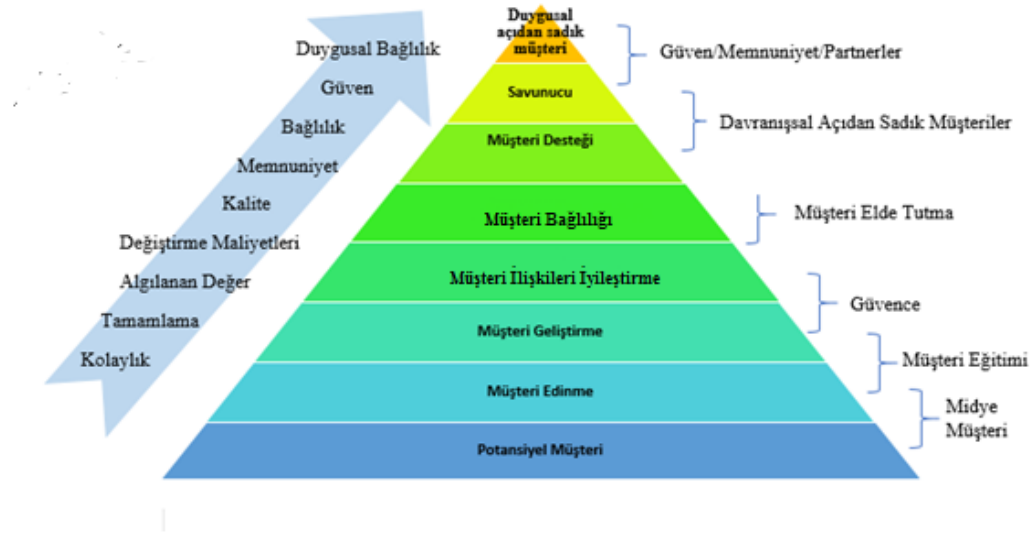 Duygusal
açıdan sadık
müşteri
Savunucu
Müşteri Desteği
Müşteri Bağlılığı
Müşteri İlişkileri İyileştirme
Müşteri Geliştirme
Müşteri Edinme
Potansiyel Müşteri
Duygusal Bağlılık
Güven
Bağlılık
Memnuniyet
Kalite
Değiştirme Maliyetleri
Algılanan Değer
Tamamlama
Kolaylık
Güven/Memnuniyet/Partnerler
Davranışsal Açıdan Sadık Müşteriler
Müşteri Elde Tutma
Güvence
Müşteri Eğitimi
Midye
Müşteri